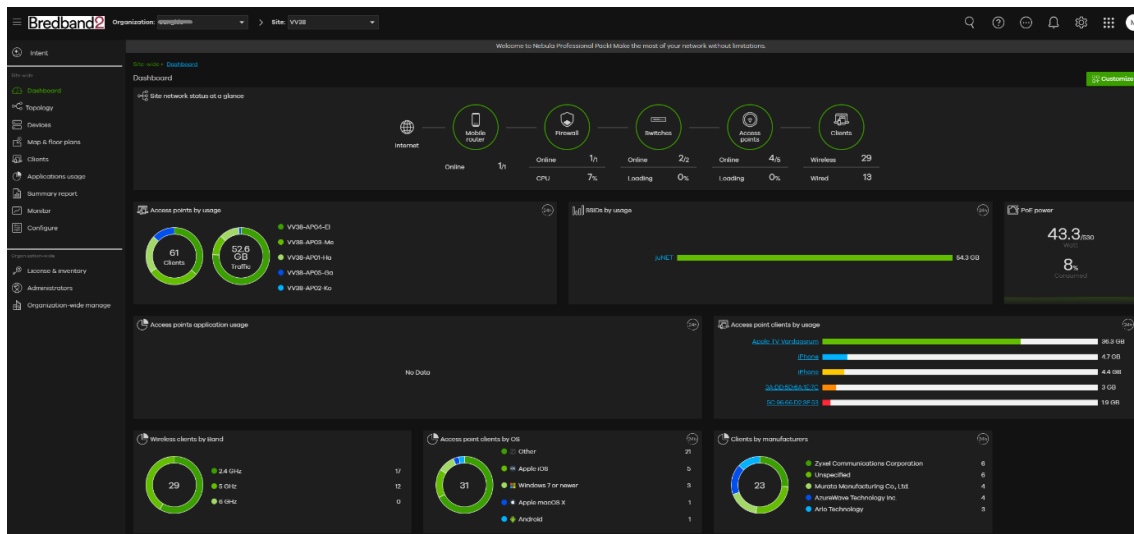 Bredband2
Organization:
> Site: VV38
Intent
Welcome to Nebula Professional Pack! Make the most of your network without limitations.
Site-wide
Dashboard
Topology
Devices
Map & floor plans
Clients
Applications usage
Summary report
Monitor
Configure
Organization-wide
License & inventory
Administrators
Organization-wide manage
Site-wide > Dashboard
Dashboard
Customize
Site network status at a glance
Internet
Mobile router
Online 1/1
Firewall
Online 1/1
CPU 7%
Switches
Online 2/2
Loading 0%
Access points
Online 4/5
Loading 0%
Clients
Wireless 29
Wired 13
Access points by usage
24H
61
Clients
52.6
GB
Traffic
VV38-AP04-El
VV38-AP03-Mo
VV38-AP01-Ha
VV38-AP05-Ga
VV38-AP02-Ko
SSIDs by usage
24H
juNET 54.3 GB
PoE power
43.3/530
Watt
8%
Consumed
Access points application usage
24H
No Data
Access point clients by usage
24H
Apple TV Vardagsrum 36.3 GB
iPhone 4.7 GB
iPhone 4.4 GB
3 GB
1.9 GB
Wireless clients by Band
29
2.4 GHz 17
5 GHz 12
6 GHz 0
Access point clients by OS
24H
31
Other 21
Apple iOS 5
Windows 7 or newer 3
Apple macOS X 1
Android 1
Clients by manufacturers
24H
23
Zyxel Communications Corporation 6
Unspecified 6
Murata Manufacturing Co., Ltd. 4
AzureWave Technology Inc. 4
Arlo Technology 3